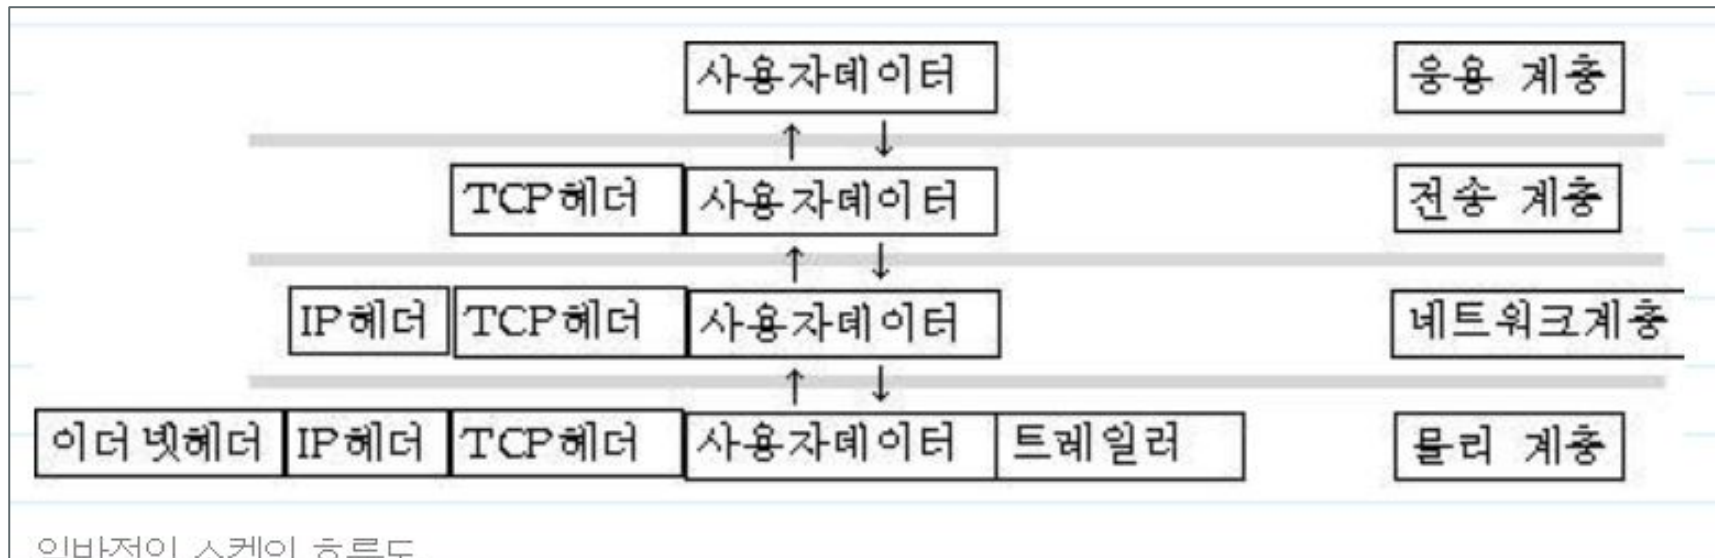 사용자데이터 응용 계층
↑ ↓
TCP헤더 사용자데이터 전송 계층
↑ ↓
IP헤더 TCP헤더 사용자데이터 네트워크계층
↑ ↓
이더넷헤더 IP헤더 TCP헤더 사용자데이터 트레일러 물리 계층